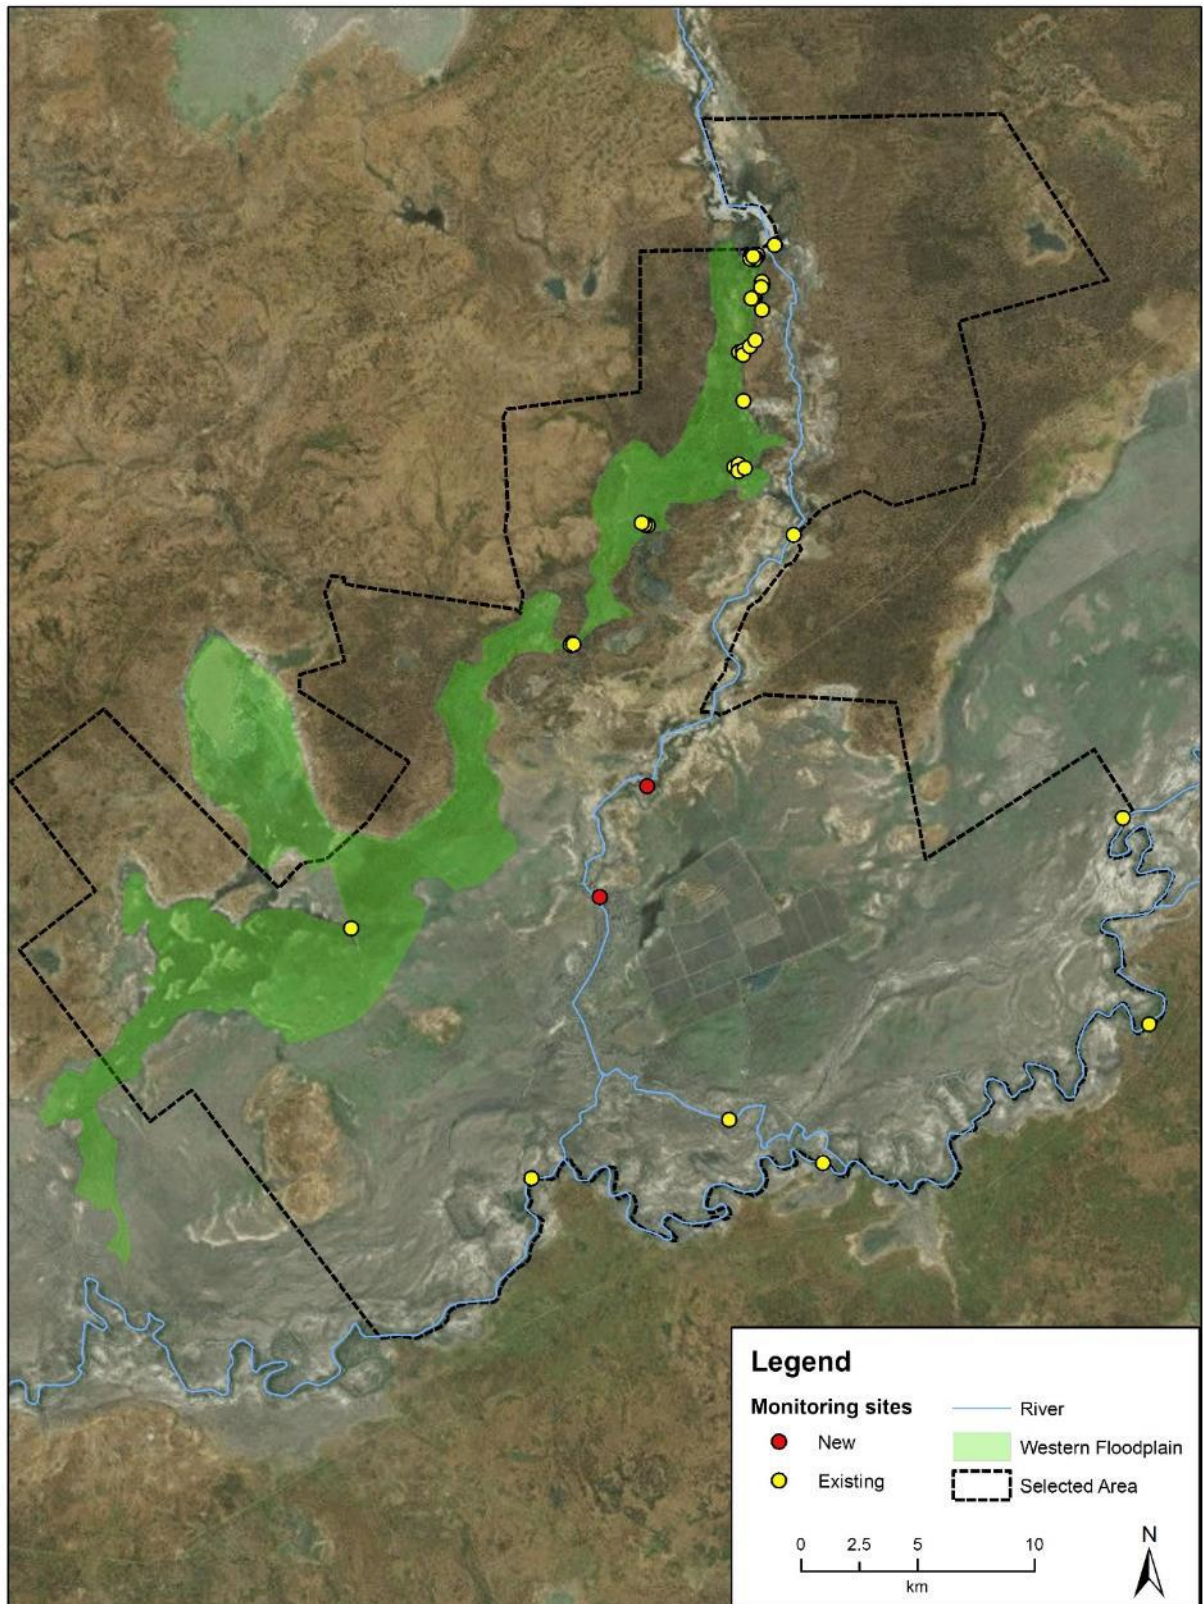 Legend
Monitoring sites
New
Existing
River
Western Floodplain
Selected Area
0 2.5 5 10
km
N